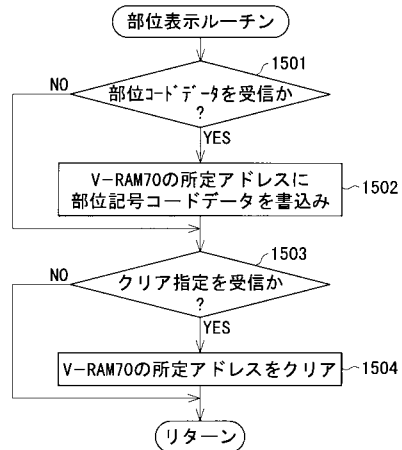 部位表示ルーチン
1501
NO
部位ｺｰﾄﾞﾃﾞｰﾀを受信か
?
YES
V-RAM70の所定アドレスに
部位記号コードデータを書込み
1502
1503
NO
クリア指定を受信か
?
YES
V-RAM70の所定アドレスをクリア
1504
リターン